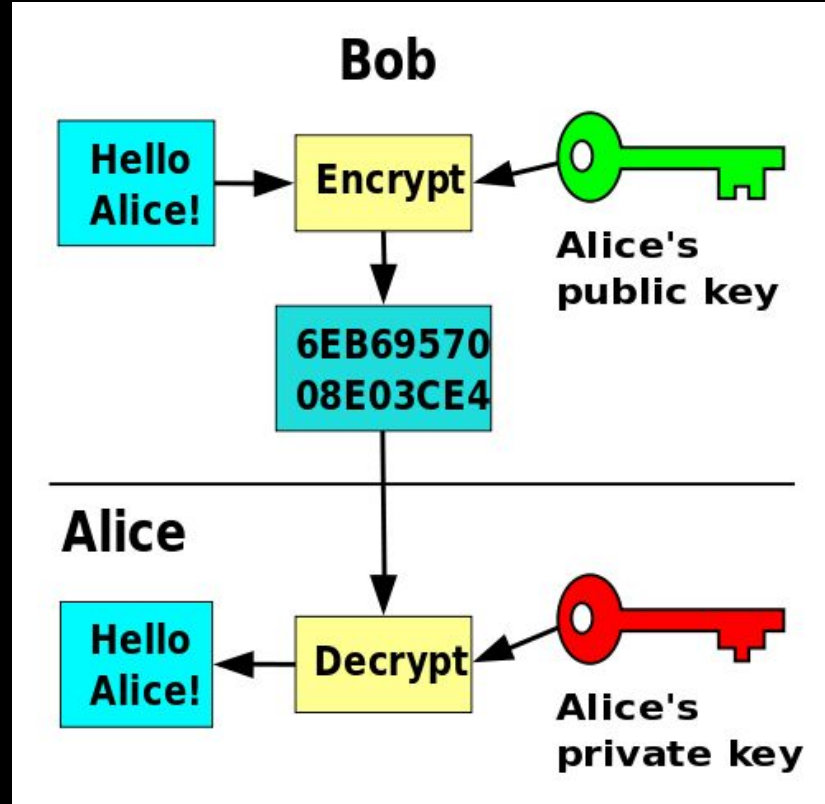 Bob
Hello
Alice!
Encrypt
Alice's
public key
6EB69570
08E03CE4
Alice
Hello
Alice!
Decrypt
Alice's
private key